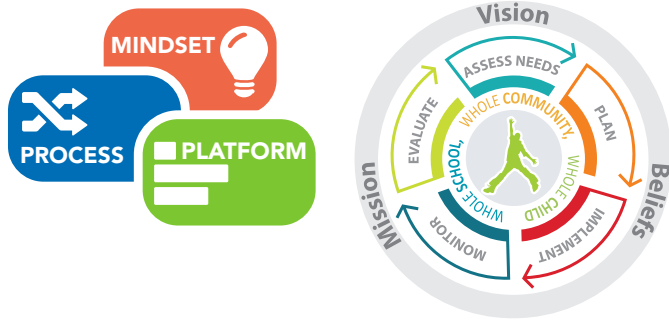 MINDSET
PROCESS
PLATFORM
Vision
Beliefs
Mission
ASSESS NEEDS
PLAN
IMPLEMENT
MONITOR
EVALUATE
WHOLE SCHOOL,
WHOLE COMMUNITY,
WHOLE CHILD